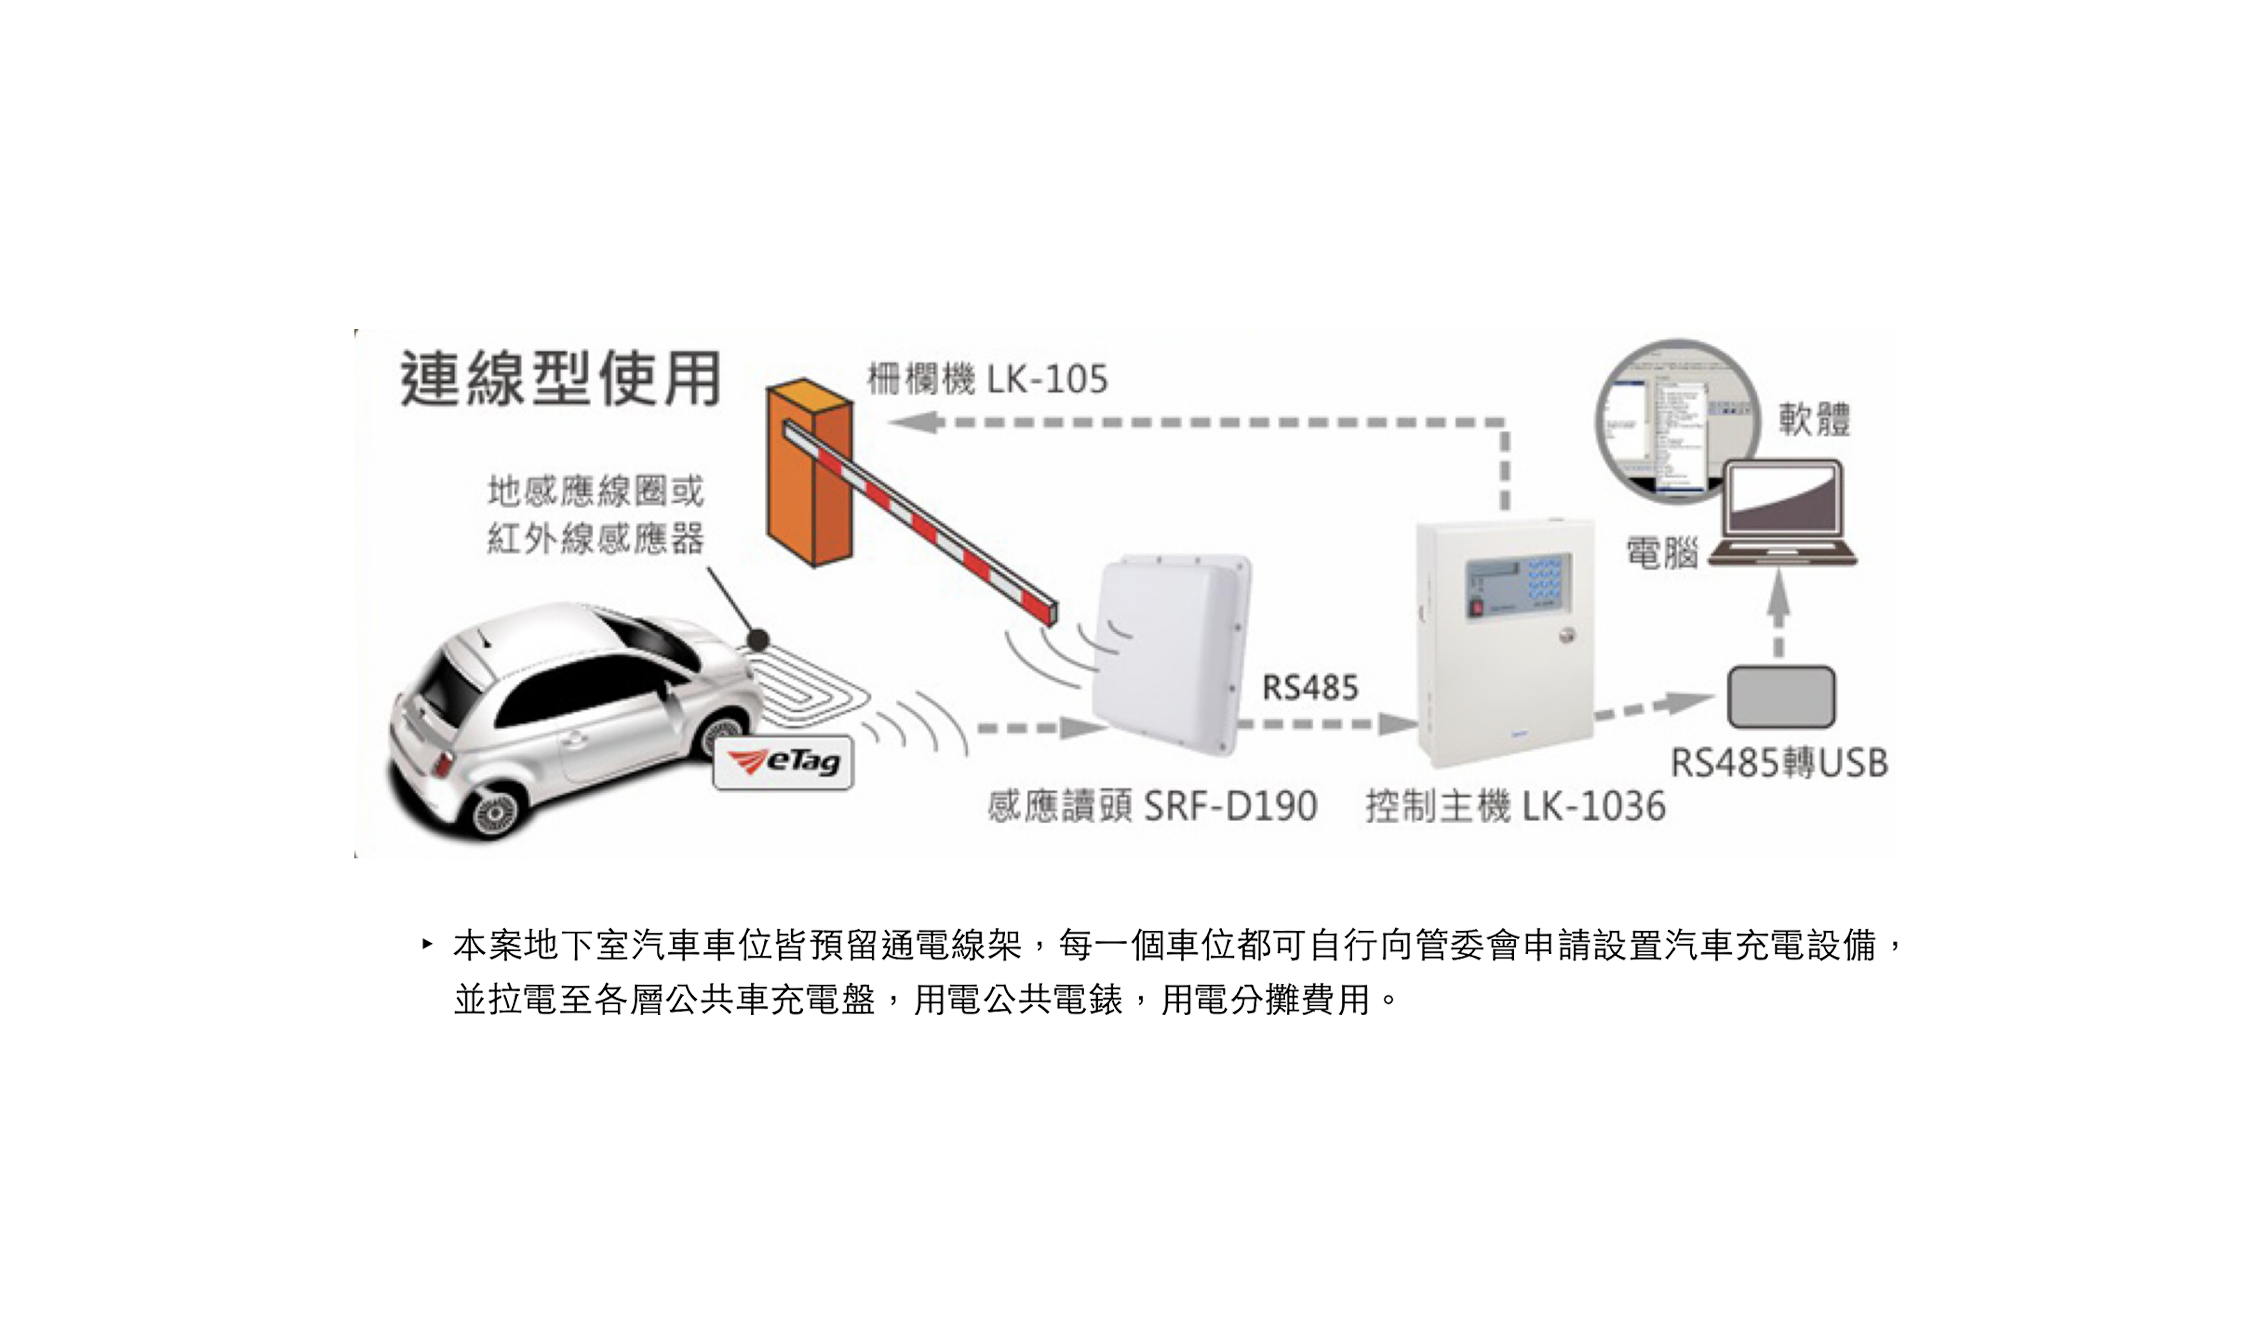 連線型使用
柵欄機 LK-105
軟體
地感應線圈或
紅外線感應器
電腦
RS485
eTag
RS485轉USB
感應讀頭 SRF-D190
控制主機 LK-1036
‣ 本案地下室汽車車位皆預留通電線架，每一個車位都可自行向管委會申請設置汽車充電設備，
並拉電至各層公共車充電盤，用電公共電錶，用電分攤費用。